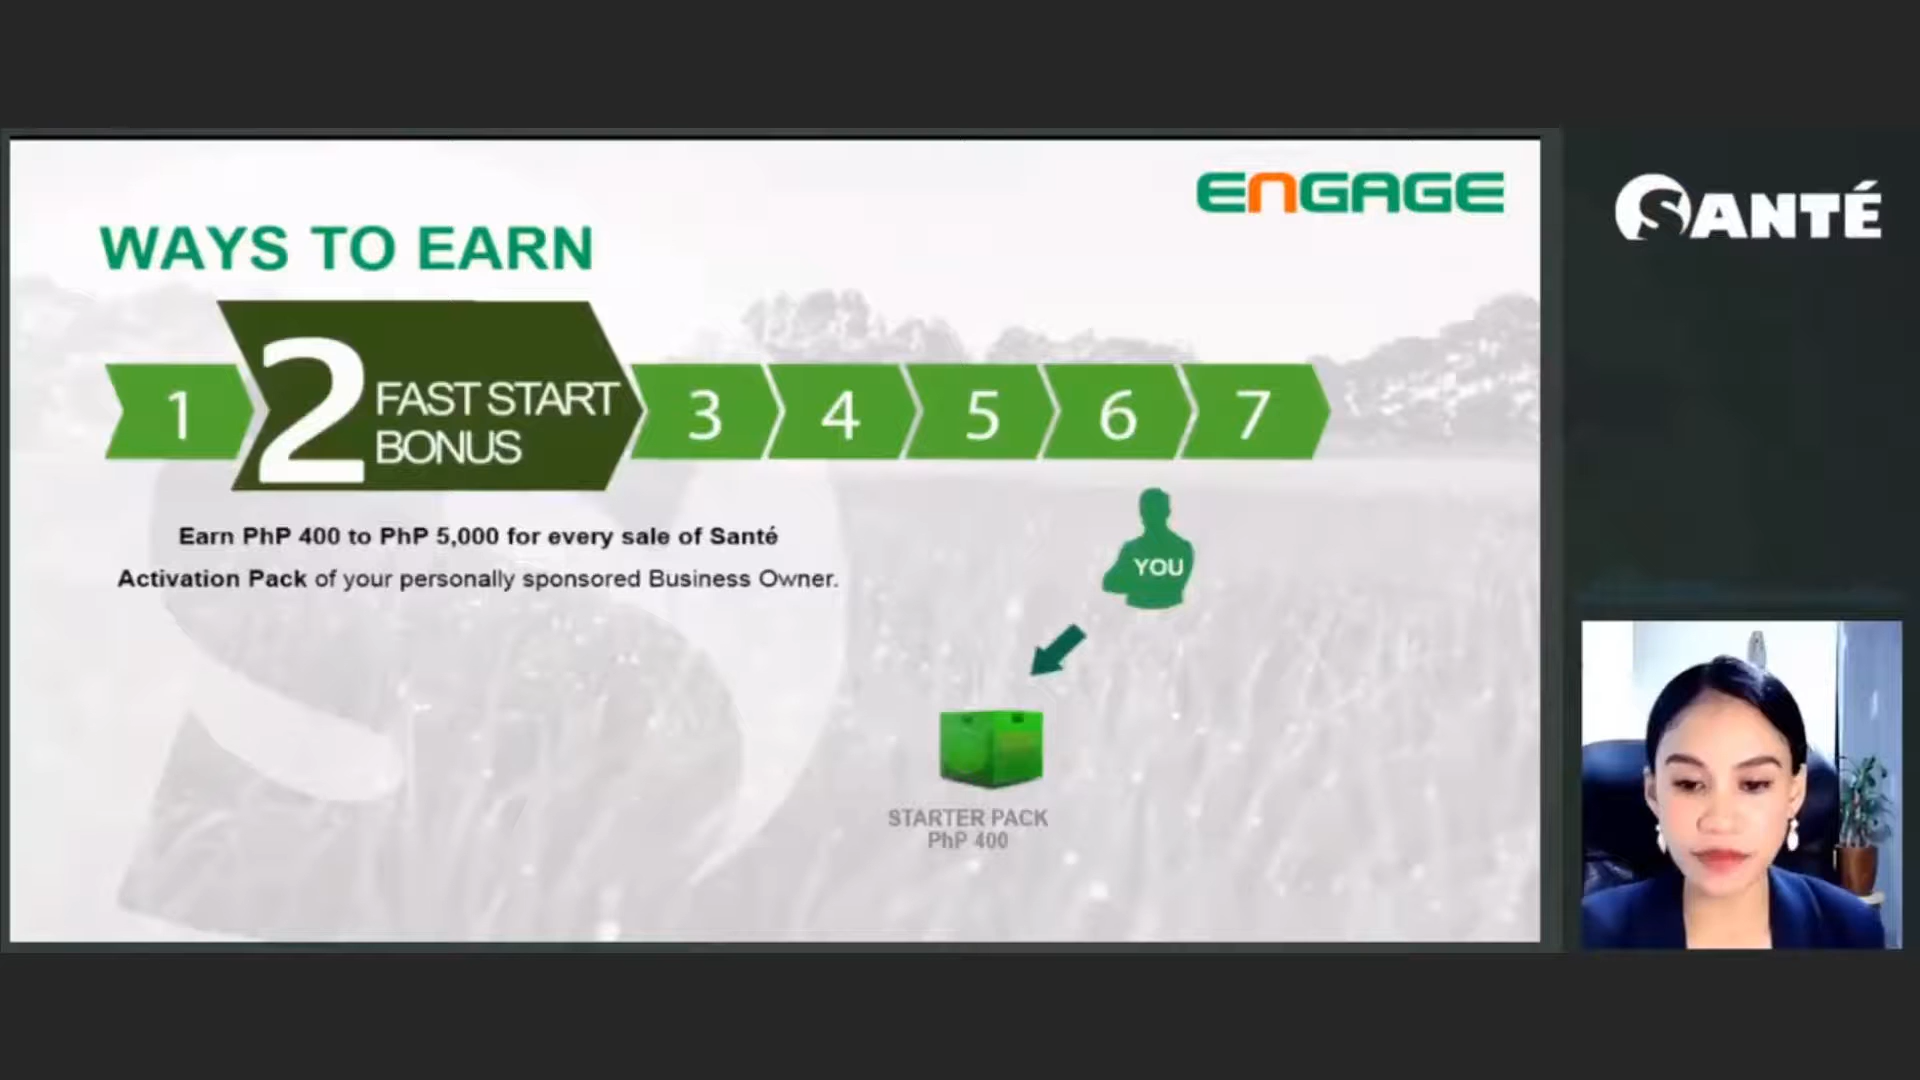 ENGAGE
SANTÉ
WAYS TO EARN
1
2
FAST START
BONUS
3
4
5
6
7
Earn PhP 400 to PhP 5,000 for every sale of Santé
Activation Pack of your personally sponsored Business Owner.
YOU
STARTER PACK
PhP 400